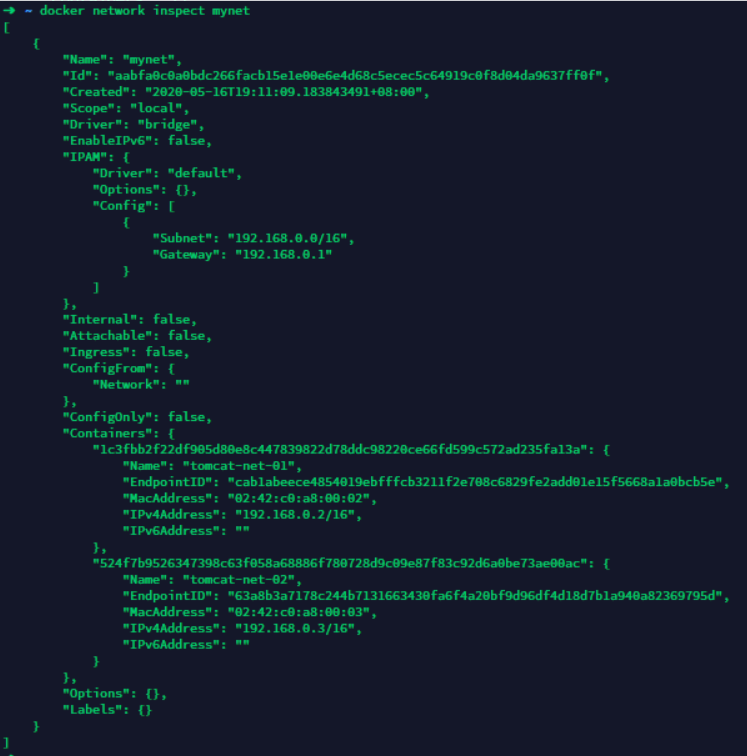 → ~ docker network inspect mynet
[
    {
        "Name": "mynet",
        "Id": "aabfa0c0a0bdc266facb15e1e00e6e4d68c5ecec5c64919c0f8d04da9637ff0f",
        "Created": "2020-05-16T19:11:09.183843491+08:00",
        "Scope": "local",
        "Driver": "bridge",
        "EnableIPv6": false,
        "IPAM": {
            "Driver": "default",
            "Options": {},
            "Config": [
                {
                    "Subnet": "192.168.0.0/16",
                    "Gateway": "192.168.0.1"
                }
            ]
        },
        "Internal": false,
        "Attachable": false,
        "Ingress": false,
        "ConfigFrom": {
            "Network": ""
        },
        "ConfigOnly": false,
        "Containers": {
            "1c3fbb2f22df905d80e8c447839822d78ddc98220ce66fd599c572ad235fa13a": {
                "Name": "tomcat-net-01",
                "EndpointID": "cab1abeece4854019ebfffcb3211f2e708c6829fe2add01e15f5668a1a0bcb5e",
                "MacAddress": "02:42:c0:a8:00:02",
                "IPv4Address": "192.168.0.2/16",
                "IPv6Address": ""
            },
            "524f7b9526347398c63f058a68886f780728d9c09e87f83c92d6a0be73ae00ac": {
                "Name": "tomcat-net-02",
                "EndpointID": "63a8b3a7178c244b7131663430fa6f4a20bf9d96df4d18d7b1a940a82369795d",
                "MacAddress": "02:42:c0:a8:00:03",
                "IPv4Address": "192.168.0.3/16",
                "IPv6Address": ""
            }
        },
        "Options": {},
        "Labels": {}
    }
]